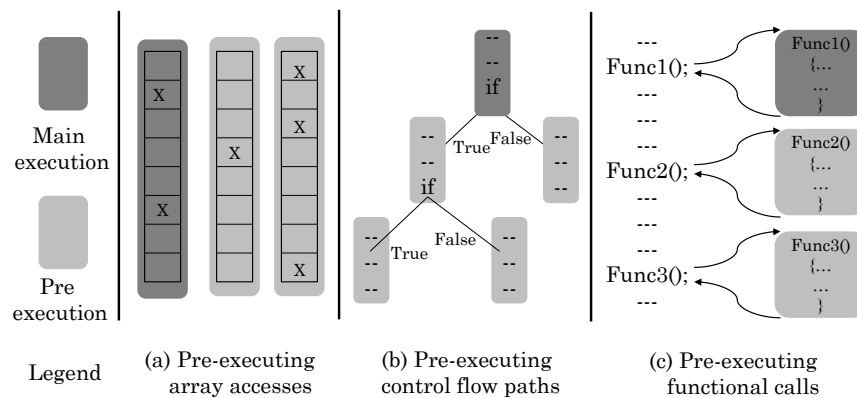 Main
execution
Pre
execution
Legend
X
X
X
X
X
X
(a) Pre-executing
array accesses
--
--
if
True
False
--
--
if
--
--
--
True
False
--
--
--
--
--
--
(b) Pre-executing
control flow paths
---
Func1();
---
---
---
Func2();
---
---
---
Func3();
---
Func1()
{...
...
}
Func2()
{...
...
}
Func3()
{...
...
}
(c) Pre-executing
functional calls